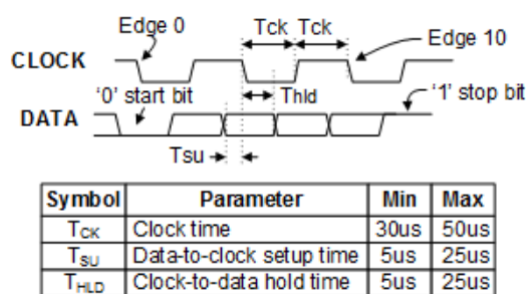 Edge 0
Tck Tck
Edge 10
CLOCK
'0' start bit
Thld
'1' stop bit
DATA
Tsu
Symbol Parameter Min Max
TCK Clock time 30us 50us
TSU Data-to-clock setup time 5us 25us
THLD Clock-to-data hold time 5us 25us